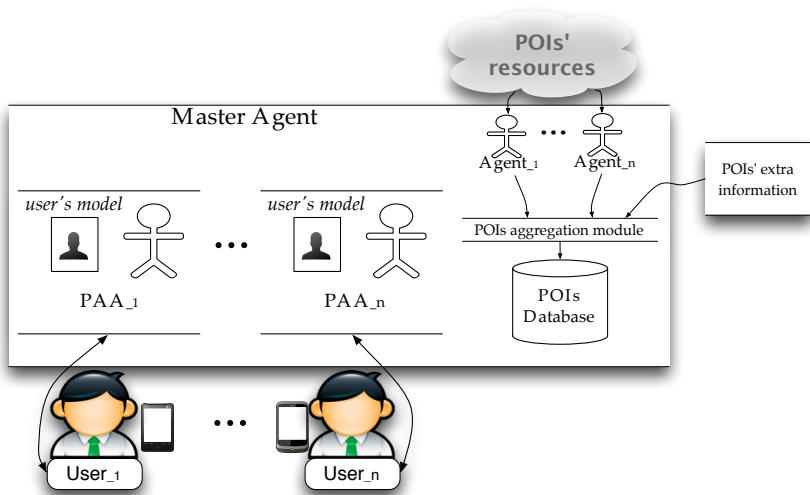 POIs'
resources
Master Agent
Agent_1
...
Agent_n
POIs' extra
information
user's model
...
user's model
POIs aggregation module
PAA_1
PAA_n
POIs
Database
...
User_1
User_n